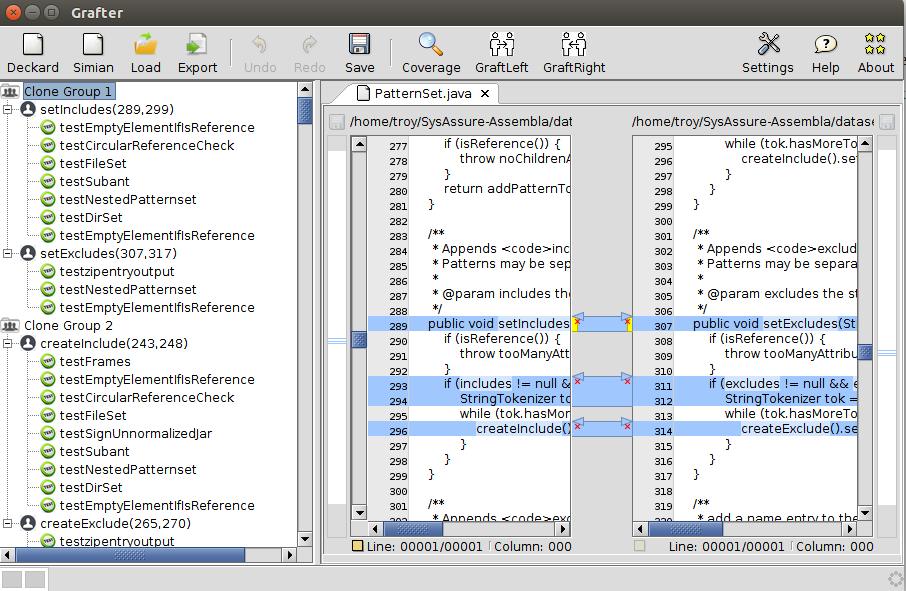 Grafter
Deckard Simian Load Export Undo Redo Save Coverage GraftLeft GraftRight Settings Help About
Clone Group 1
setIncludes(289,299)
testEmptyElementIfIsReference
testCircularReferenceCheck
testFileSet
testSubant
testNestedPatternset
testDirSet
testEmptyElementIfIsReference
setExcludes(307,317)
testzipentryoutput
testNestedPatternset
testEmptyElementIfIsReference
Clone Group 2
createInclude(243,248)
testFrames
testEmptyElementIfIsReference
testCircularReferenceCheck
testFileSet
testSignUnnormalizedJar
testSubant
testNestedPatternset
testDirSet
testEmptyElementIfIsReference
createExclude(265,270)
testzipentryoutput
PatternSet.java
/home/troy/SysAssure-Assembla/dat
277 if (isReference()) {
278 throw noChildrenA
279 }
280 return addPatternTo
281 }
282
283 /**
284 * Appends <code>inc
285 * Patterns may be sep
286 *
287 * @param includes the
288 */
289 public void setIncludes
290 if (isReference()) {
291 throw tooManyAtt
292 }
293 if (includes != null &
294 StringTokenizer to
295 while (tok.hasMor
296 createInclude()
297 }
298 }
299 }
300
301 /**
302 * Appends <code>exc
Line: 00001/00001 Column: 000
/home/troy/SysAssure-Assembla/datase
295 while (tok.hasMoreTo
296 createInclude().set
297 }
298 }
299 }
300
301 /**
302 * Appends <code>exclud
303 * Patterns may be separa
304 *
305 * @param excludes the st
306 */
307 public void setExcludes(St
308 if (isReference()) {
309 throw tooManyAttribu
310 }
311 if (excludes != null && e
312 StringTokenizer tok =
313 while (tok.hasMoreTo
314 createExclude().se
315 }
316 }
317 }
318
319 /**
320 * add a name entry to the
Line: 00001/00001 Column: 000